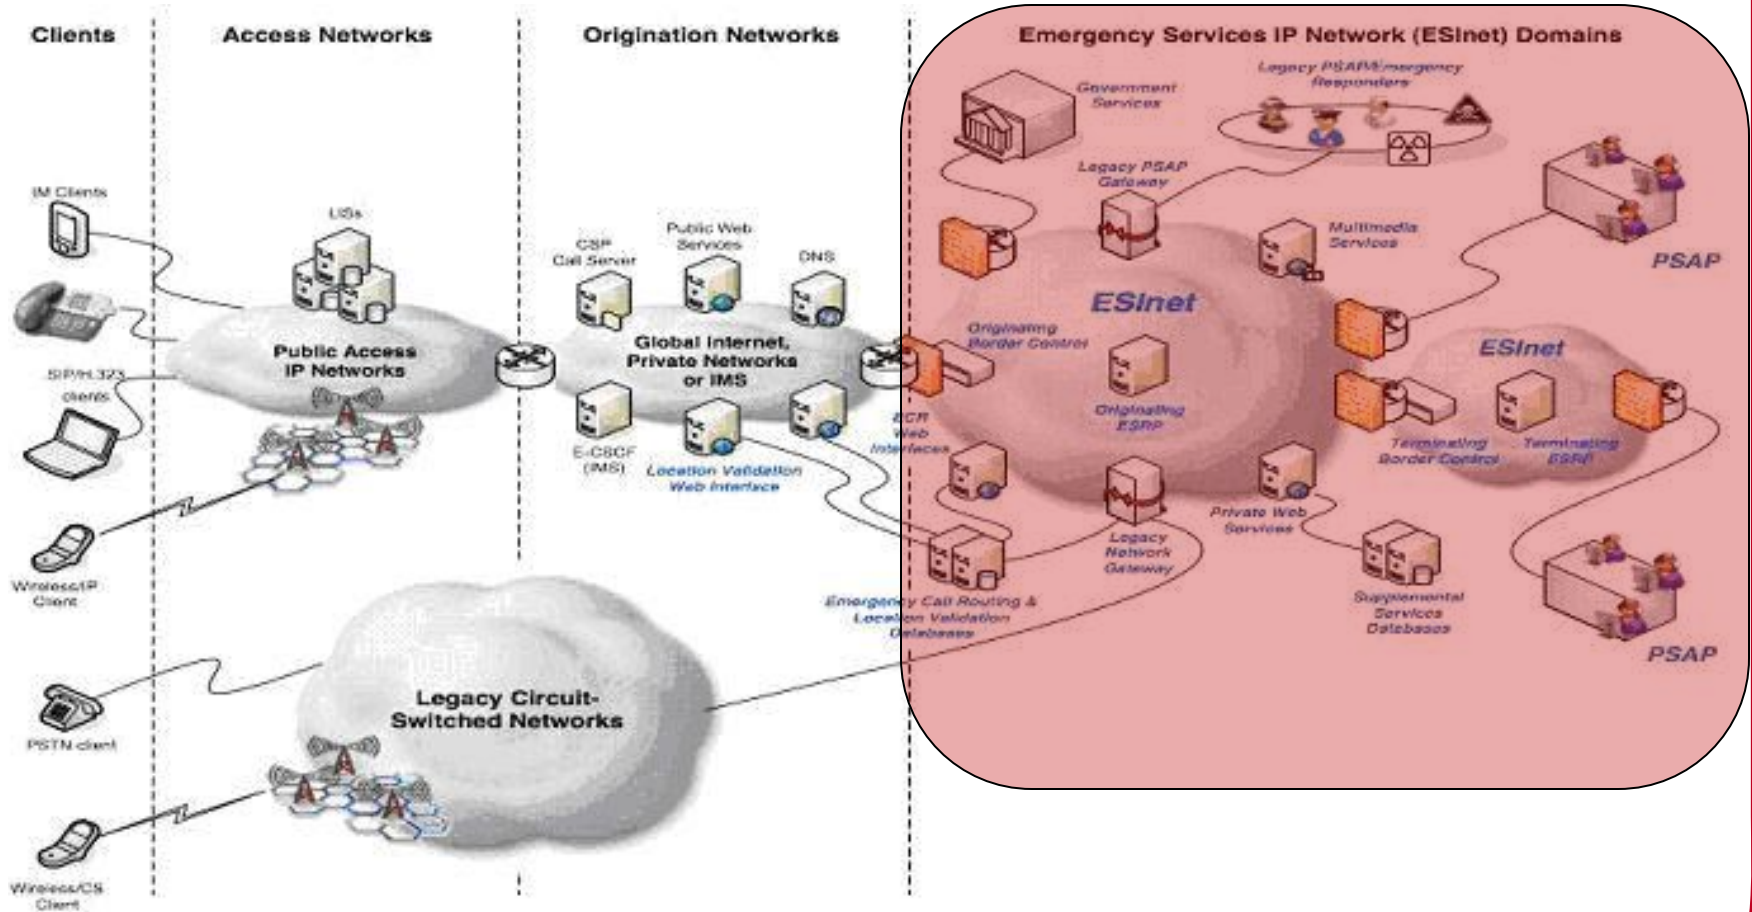 Clients
Access Networks
Origination Networks
Emergency Services IP Network (ESInet) Domains
IM Clients
SIP/H.323
clients
Wireless/IP
Client
PSTN client
Wireless/CS
Client
LISs
Public Access
IP Networks
Legacy Circuit-
Switched Networks
CSP
Call Server
Public Web
Services
DNS
Global Internet,
Private Networks
or IMS
E-CSCF
(IMS)
Location Validation
Web Interface
ECR
Web
Interfaces
Emergency Call Routing &
Location Validation
Databases
Government
Services
Legacy PSAP/Emergency
Responders
Legacy PSAP
Gateway
Multimedia
Services
PSAP
ESInet
Originating
Border Control
Originating
ESRP
ESInet
Terminating
Border Control
Terminating
ESRP
Legacy
Network
Gateway
Private Web
Services
Supplemental
Services
Databases
PSAP